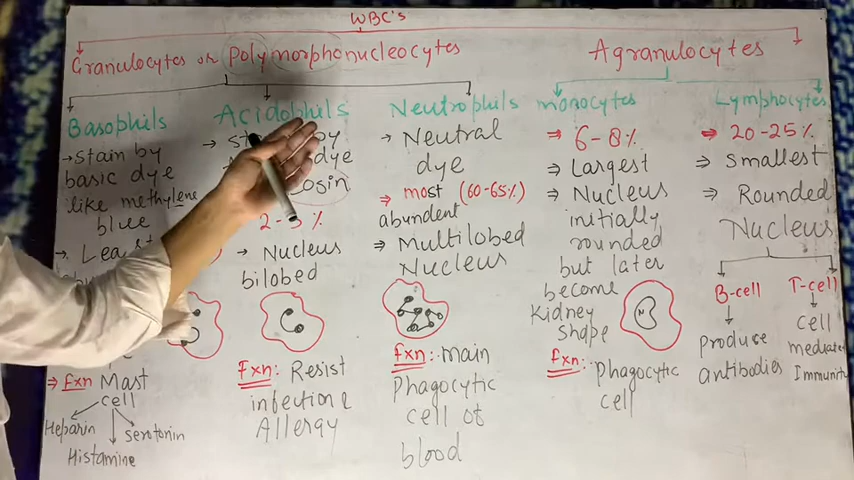 WBC's
Granulocytes or Polymorphonucleocytes
Agranulocytes
Basophils
→ Stain by
basic dye
like methylene
blue
→ Least
⇒ fxn Mast
cell
Heparin
Histamine
Serotonin
Acidophils
→ by
dye
2-3 %
→ Nucleus
bilobed
fxn: Resist
infection &
Allergy
Neutrophils
→ Neutral
dye
⇒ most (60-65%)
abundent
⇒ Multilobed
Nucleus
fxn: main
Phagocytic
cell of
blood
monocytes
⇒ 6-8%
⇒ Largest
⇒ Nucleus
initially
rounded
but later
become
Kidney
shape
N
fxn: Phagocytic
cell
Lymphocytes
⇒ 20-25%
⇒ Smallest
⇒ Rounded
Nucleus
B-cell
produce
antibodies
T-cell
cell
mediated
Immunity